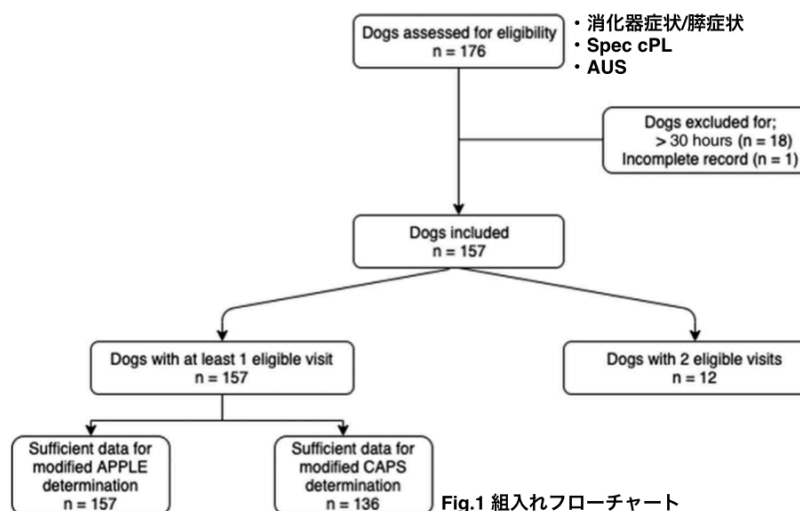 Dogs assessed for eligibility
n = 176
・消化器症状/膵症状
・Spec cPL
・AUS
Dogs excluded for;
> 30 hours (n = 18)
Incomplete record (n = 1)
Dogs included
n = 157
Dogs with at least 1 eligible visit
n = 157
Dogs with 2 eligible visits
n = 12
Sufficient data for
modified APPLE
determination
n = 157
Sufficient data for
modified CAPS
determination
n = 136
Fig.1 組入れフローチャート